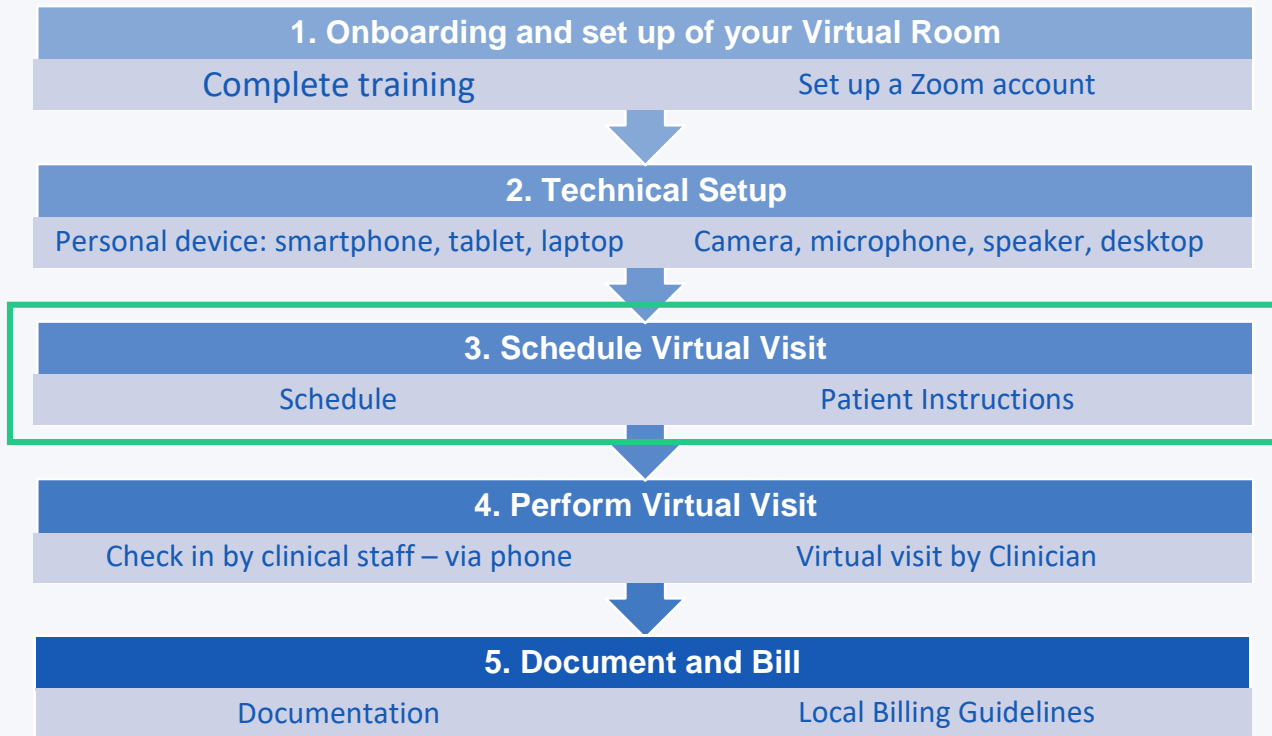 1. Onboarding and set up of your Virtual Room
Complete training
Set up a Zoom account
2. Technical Setup
Personal device: smartphone, tablet, laptop
Camera, microphone, speaker, desktop
3. Schedule Virtual Visit
Schedule
Patient Instructions
4. Perform Virtual Visit
Check in by clinical staff – via phone
Virtual visit by Clinician
5. Document and Bill
Documentation
Local Billing Guidelines